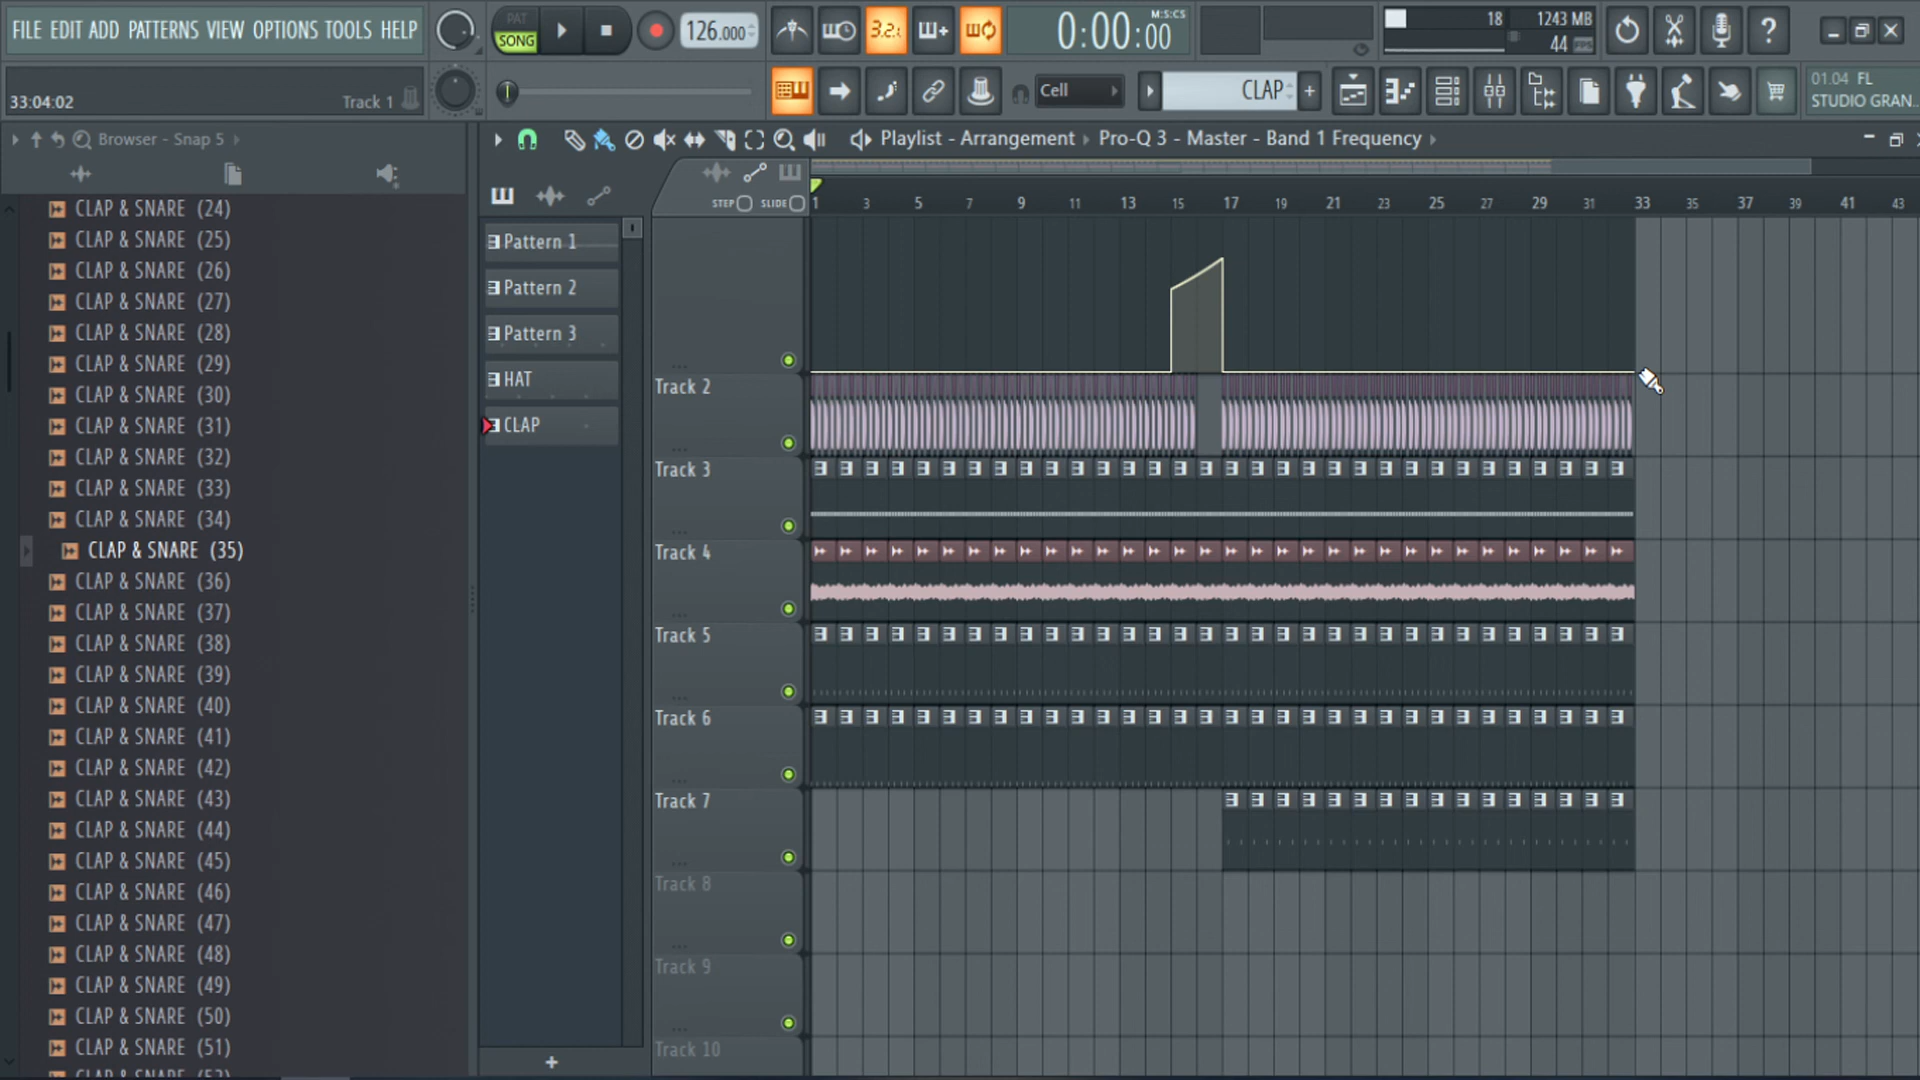 FILE EDIT ADD PATTERNS VIEW OPTIONS TOOLS HELP
PAT
SONG
126.000
3.2.
0:00:00
M:S:CS
18
1243 MB
44
33:04:02
Track 1
Cell
CLAP
01.04 FL
STUDIO GRAN..
Browser - Snap 5
Playlist - Arrangement
Pro-Q 3 - Master - Band 1 Frequency
STEP
SLIDE
1 3 5 7 9 11 13 15 17 19 21 23 25 27 29 31 33 35 37 39 41 43
CLAP & SNARE (24)
CLAP & SNARE (25)
CLAP & SNARE (26)
CLAP & SNARE (27)
CLAP & SNARE (28)
CLAP & SNARE (29)
CLAP & SNARE (30)
CLAP & SNARE (31)
CLAP & SNARE (32)
CLAP & SNARE (33)
CLAP & SNARE (34)
CLAP & SNARE (35)
CLAP & SNARE (36)
CLAP & SNARE (37)
CLAP & SNARE (38)
CLAP & SNARE (39)
CLAP & SNARE (40)
CLAP & SNARE (41)
CLAP & SNARE (42)
CLAP & SNARE (43)
CLAP & SNARE (44)
CLAP & SNARE (45)
CLAP & SNARE (46)
CLAP & SNARE (47)
CLAP & SNARE (48)
CLAP & SNARE (49)
CLAP & SNARE (50)
CLAP & SNARE (51)
Pattern 1
Pattern 2
Pattern 3
HAT
CLAP
Track 2
Track 3
Track 4
Track 5
Track 6
Track 7
Track 8
Track 9
Track 10